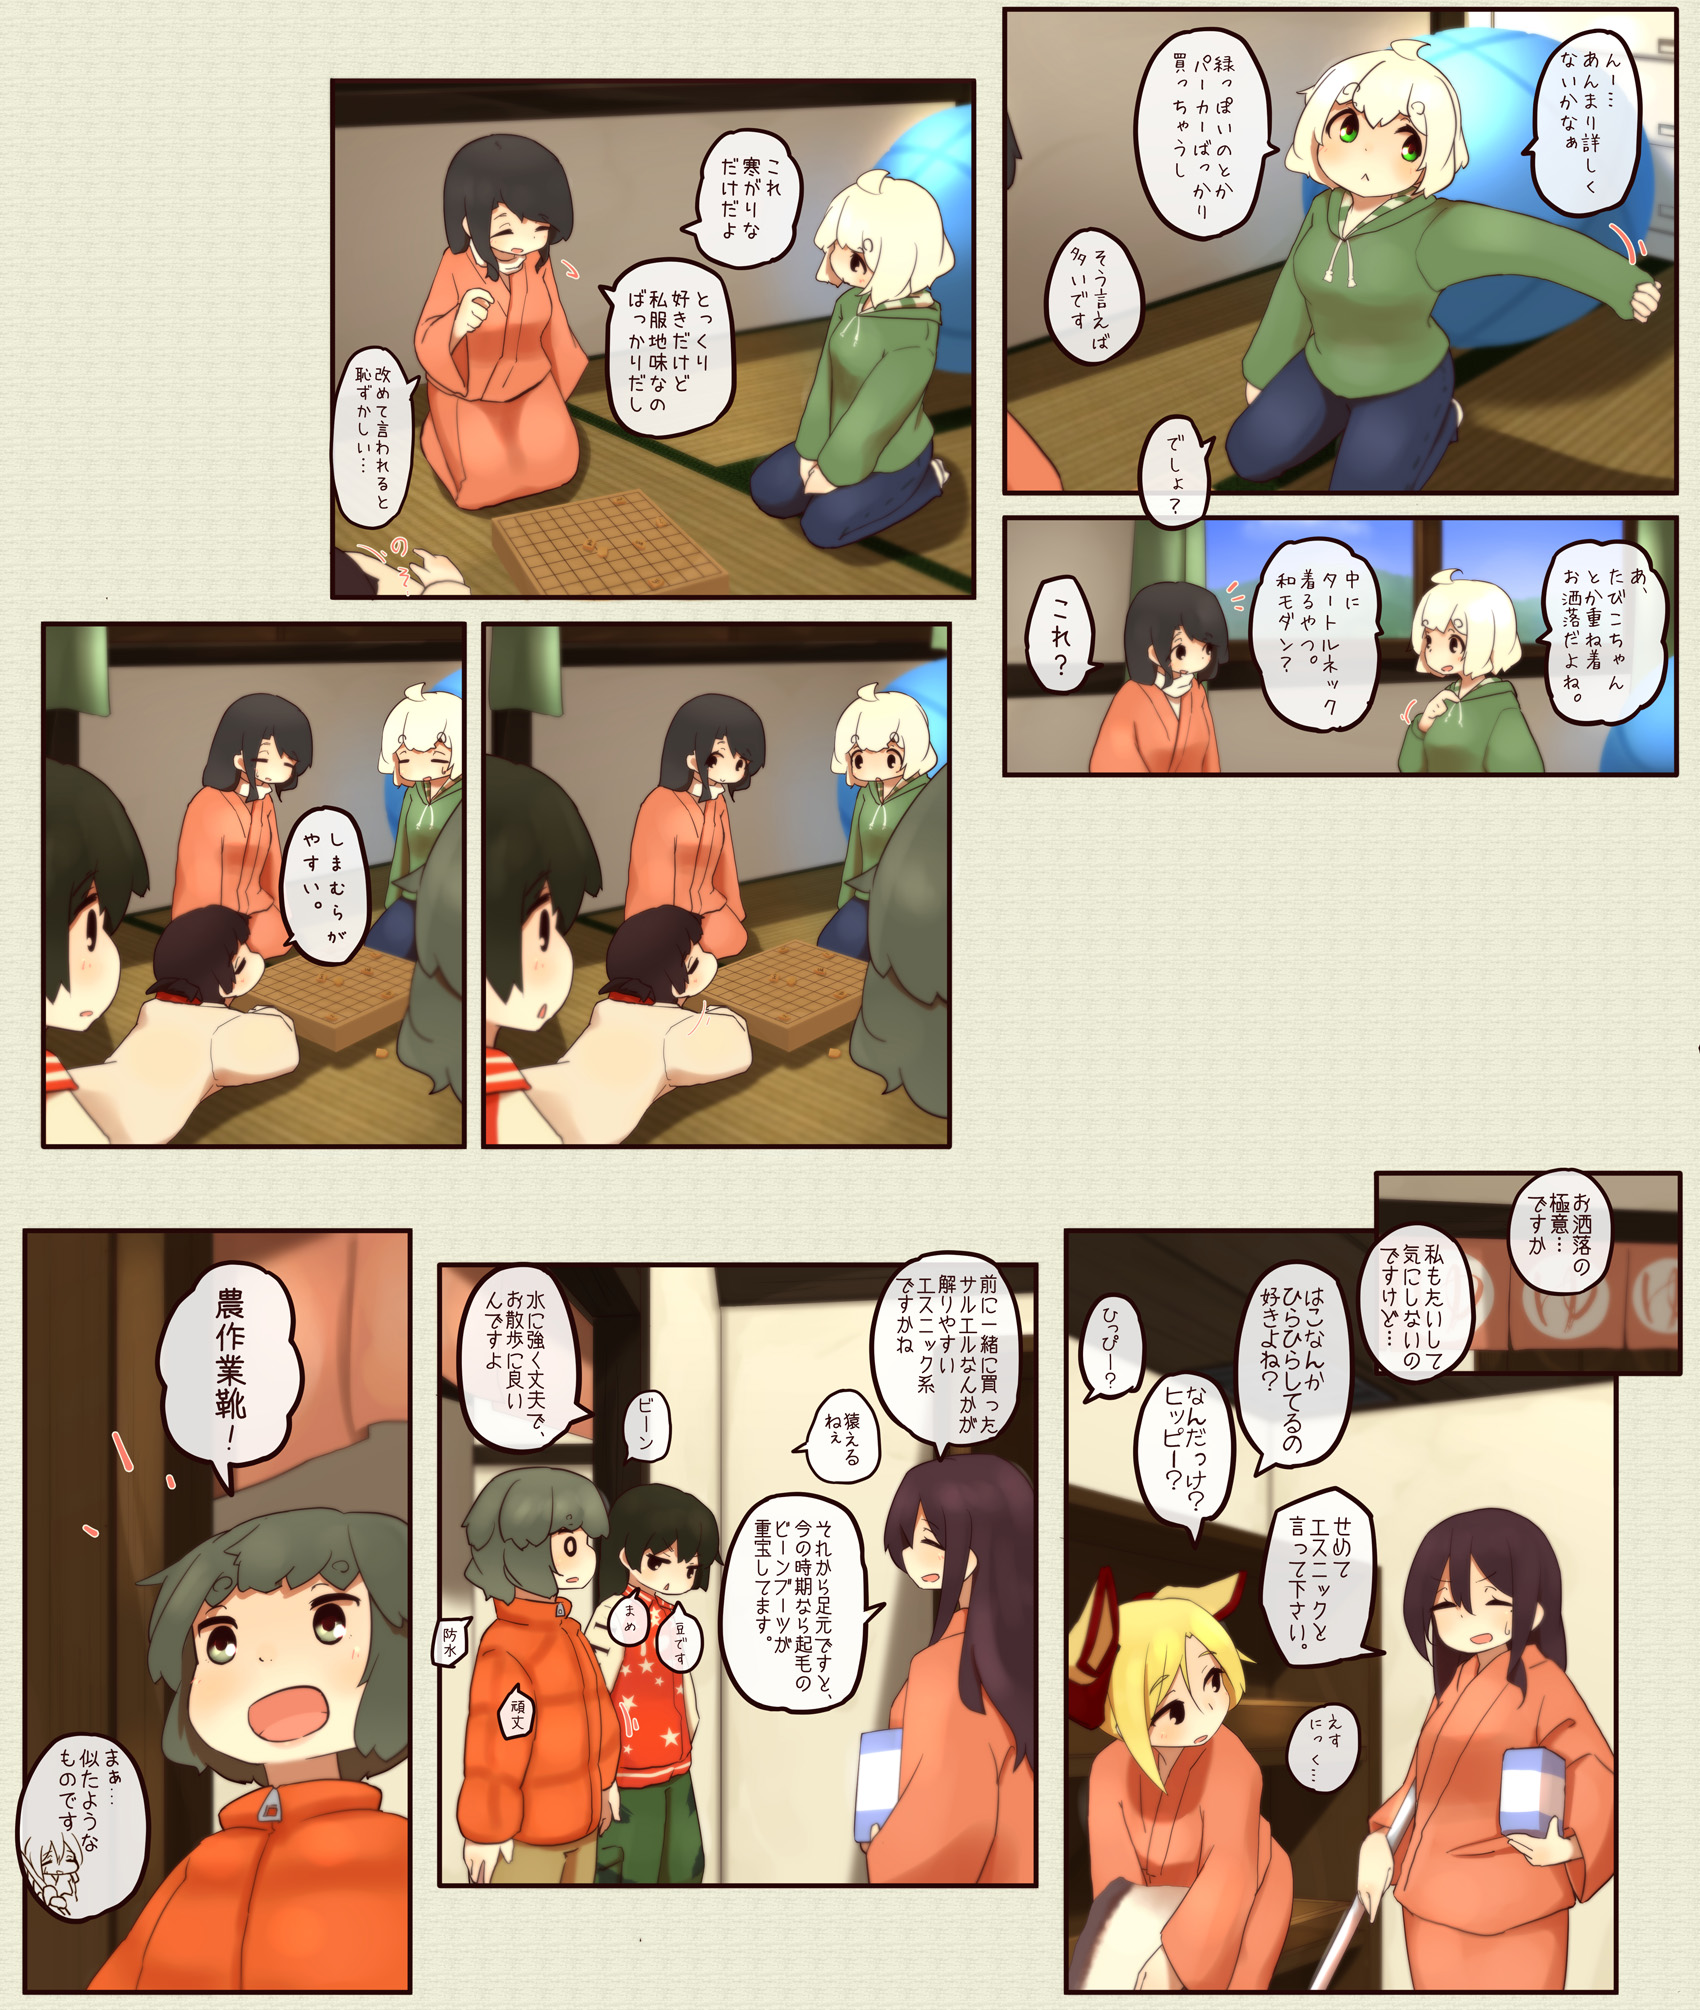 んー…
あんまり詳しく
ないかなぁ
緑っぽいのとか
パーカーばっかり
買っちゃうし
そう言えば
多いです
でしょ？
あ、
たびこちゃん
とか重ね着
お洒落だよね。
中に
タートルネック
着るやつ。
和モダン？
これ？
これ
寒がりな
だけだよ
とっくり
好きだけど
私服地味なの
ばっかりだし
改めて言われると
恥ずかしい…
のそ
しまむらが
やすい。
お洒落の
極意…
ですか
私もたいして
気にしないの
ですけど…
ゆ
ゆ
はこなんか
ひらひらしてるの
好きよね？
なんだっけ？
ヒッピー？
ひっぴー？
せめて
エスニックと
言って下さい。
えす
にっく…
前に一緒に買った
サルエルなんかが
解りやすい
エスニック系
ですかね
猿える
ねぇ
それから足元ですと、
今の時期なら起毛の
ビーンブーツが
重宝してます。
ビーン
豆です
まめ
水に強く丈夫で、
お散歩に良い
んですよ
防水
頑丈
農作業靴！
まぁ…
似たような
ものです